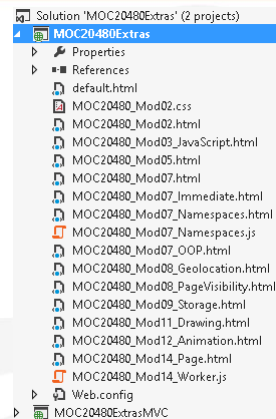 Solution 'MOC20480Extras' (2 projects)
MOC20480Extras
Properties
References
default.html
MOC20480_Mod02.css
MOC20480_Mod02.html
MOC20480_Mod03_JavaScript.html
MOC20480_Mod05.html
MOC20480_Mod07.html
MOC20480_Mod07_Immediate.html
MOC20480_Mod07_Namespaces.html
MOC20480_Mod07_Namespaces.js
MOC20480_Mod07_OOP.html
MOC20480_Mod08_Geolocation.html
MOC20480_Mod08_PageVisibility.html
MOC20480_Mod09_Storage.html
MOC20480_Mod11_Drawing.html
MOC20480_Mod12_Animation.html
MOC20480_Mod14_Page.html
MOC20480_Mod14_Worker.js
Web.config
MOC20480ExtrasMVC